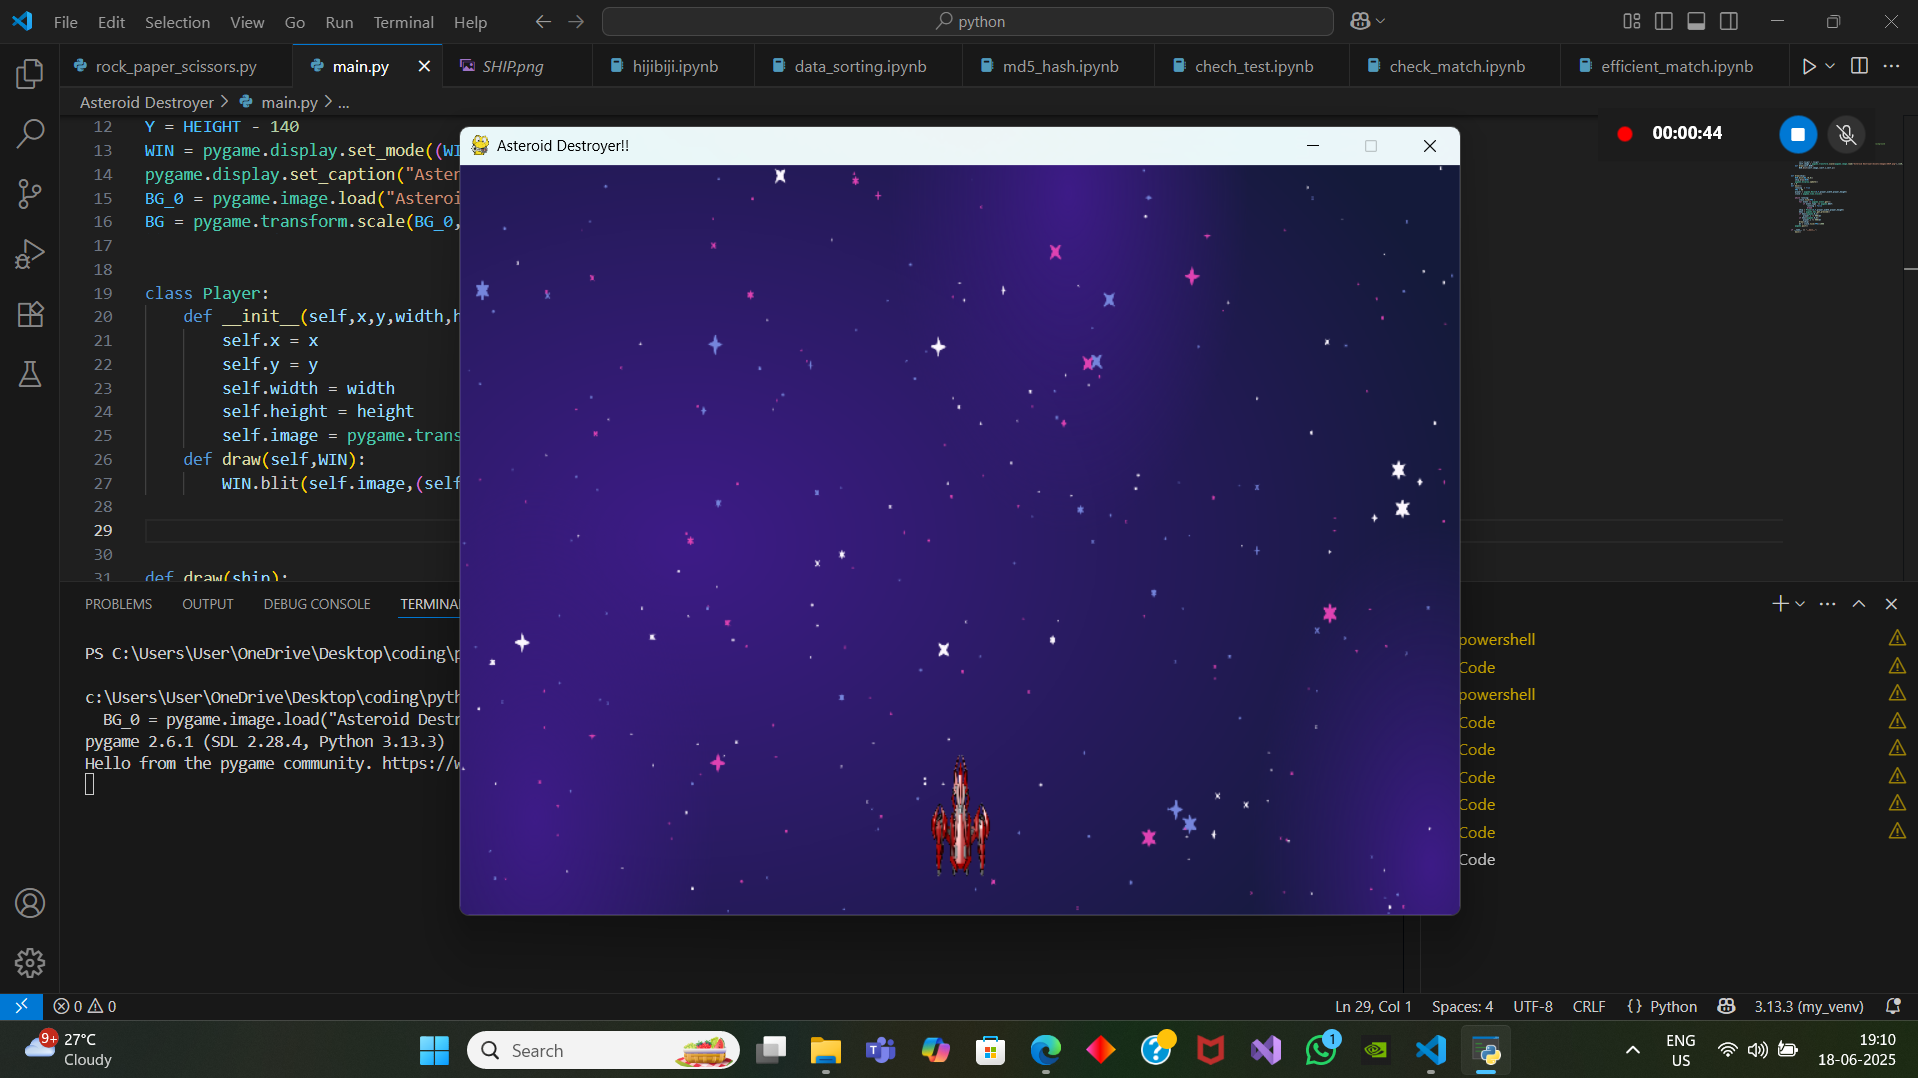 File Edit Selection View Go Run Terminal Help
python
rock_paper_scissors.py
main.py
SHIP.png
hijibiji.ipynb
data_sorting.ipynb
md5_hash.ipynb
chech_test.ipynb
check_match.ipynb
efficient_match.ipynb
Asteroid Destroyer > main.py > ...
00:00:44
12 Y = HEIGHT - 140
13 WIN = pygame.display.set_mode((WI
14 pygame.display.set_caption("Aster
15 BG_0 = pygame.image.load("Asteroi
16 BG = pygame.transform.scale(BG_0,
17
18
19 class Player:
20 def __init__(self,x,y,width,h
21 self.x = x
22 self.y = y
23 self.width = width
24 self.height = height
25 self.image = pygame.trans
26 def draw(self,WIN):
27 WIN.blit(self.image,(self
28
29
30
31 def draw(ship):
Asteroid Destroyer!!
PROBLEMS OUTPUT DEBUG CONSOLE TERMINA
PS C:\Users\User\OneDrive\Desktop\coding\p
c:\Users\User\OneDrive\Desktop\coding\pyth
BG_0 = pygame.image.load("Asteroid Destr
pygame 2.6.1 (SDL 2.28.4, Python 3.13.3)
Hello from the pygame community. https://w
powershell
Code
powershell
Code
Code
Code
Code
Code
Code
0 0
Ln 29, Col 1 Spaces: 4 UTF-8 CRLF {} Python 3.13.3 (my_venv)
9+
27°C
Cloudy
Search
1
ENG
US
19:10
18-06-2025